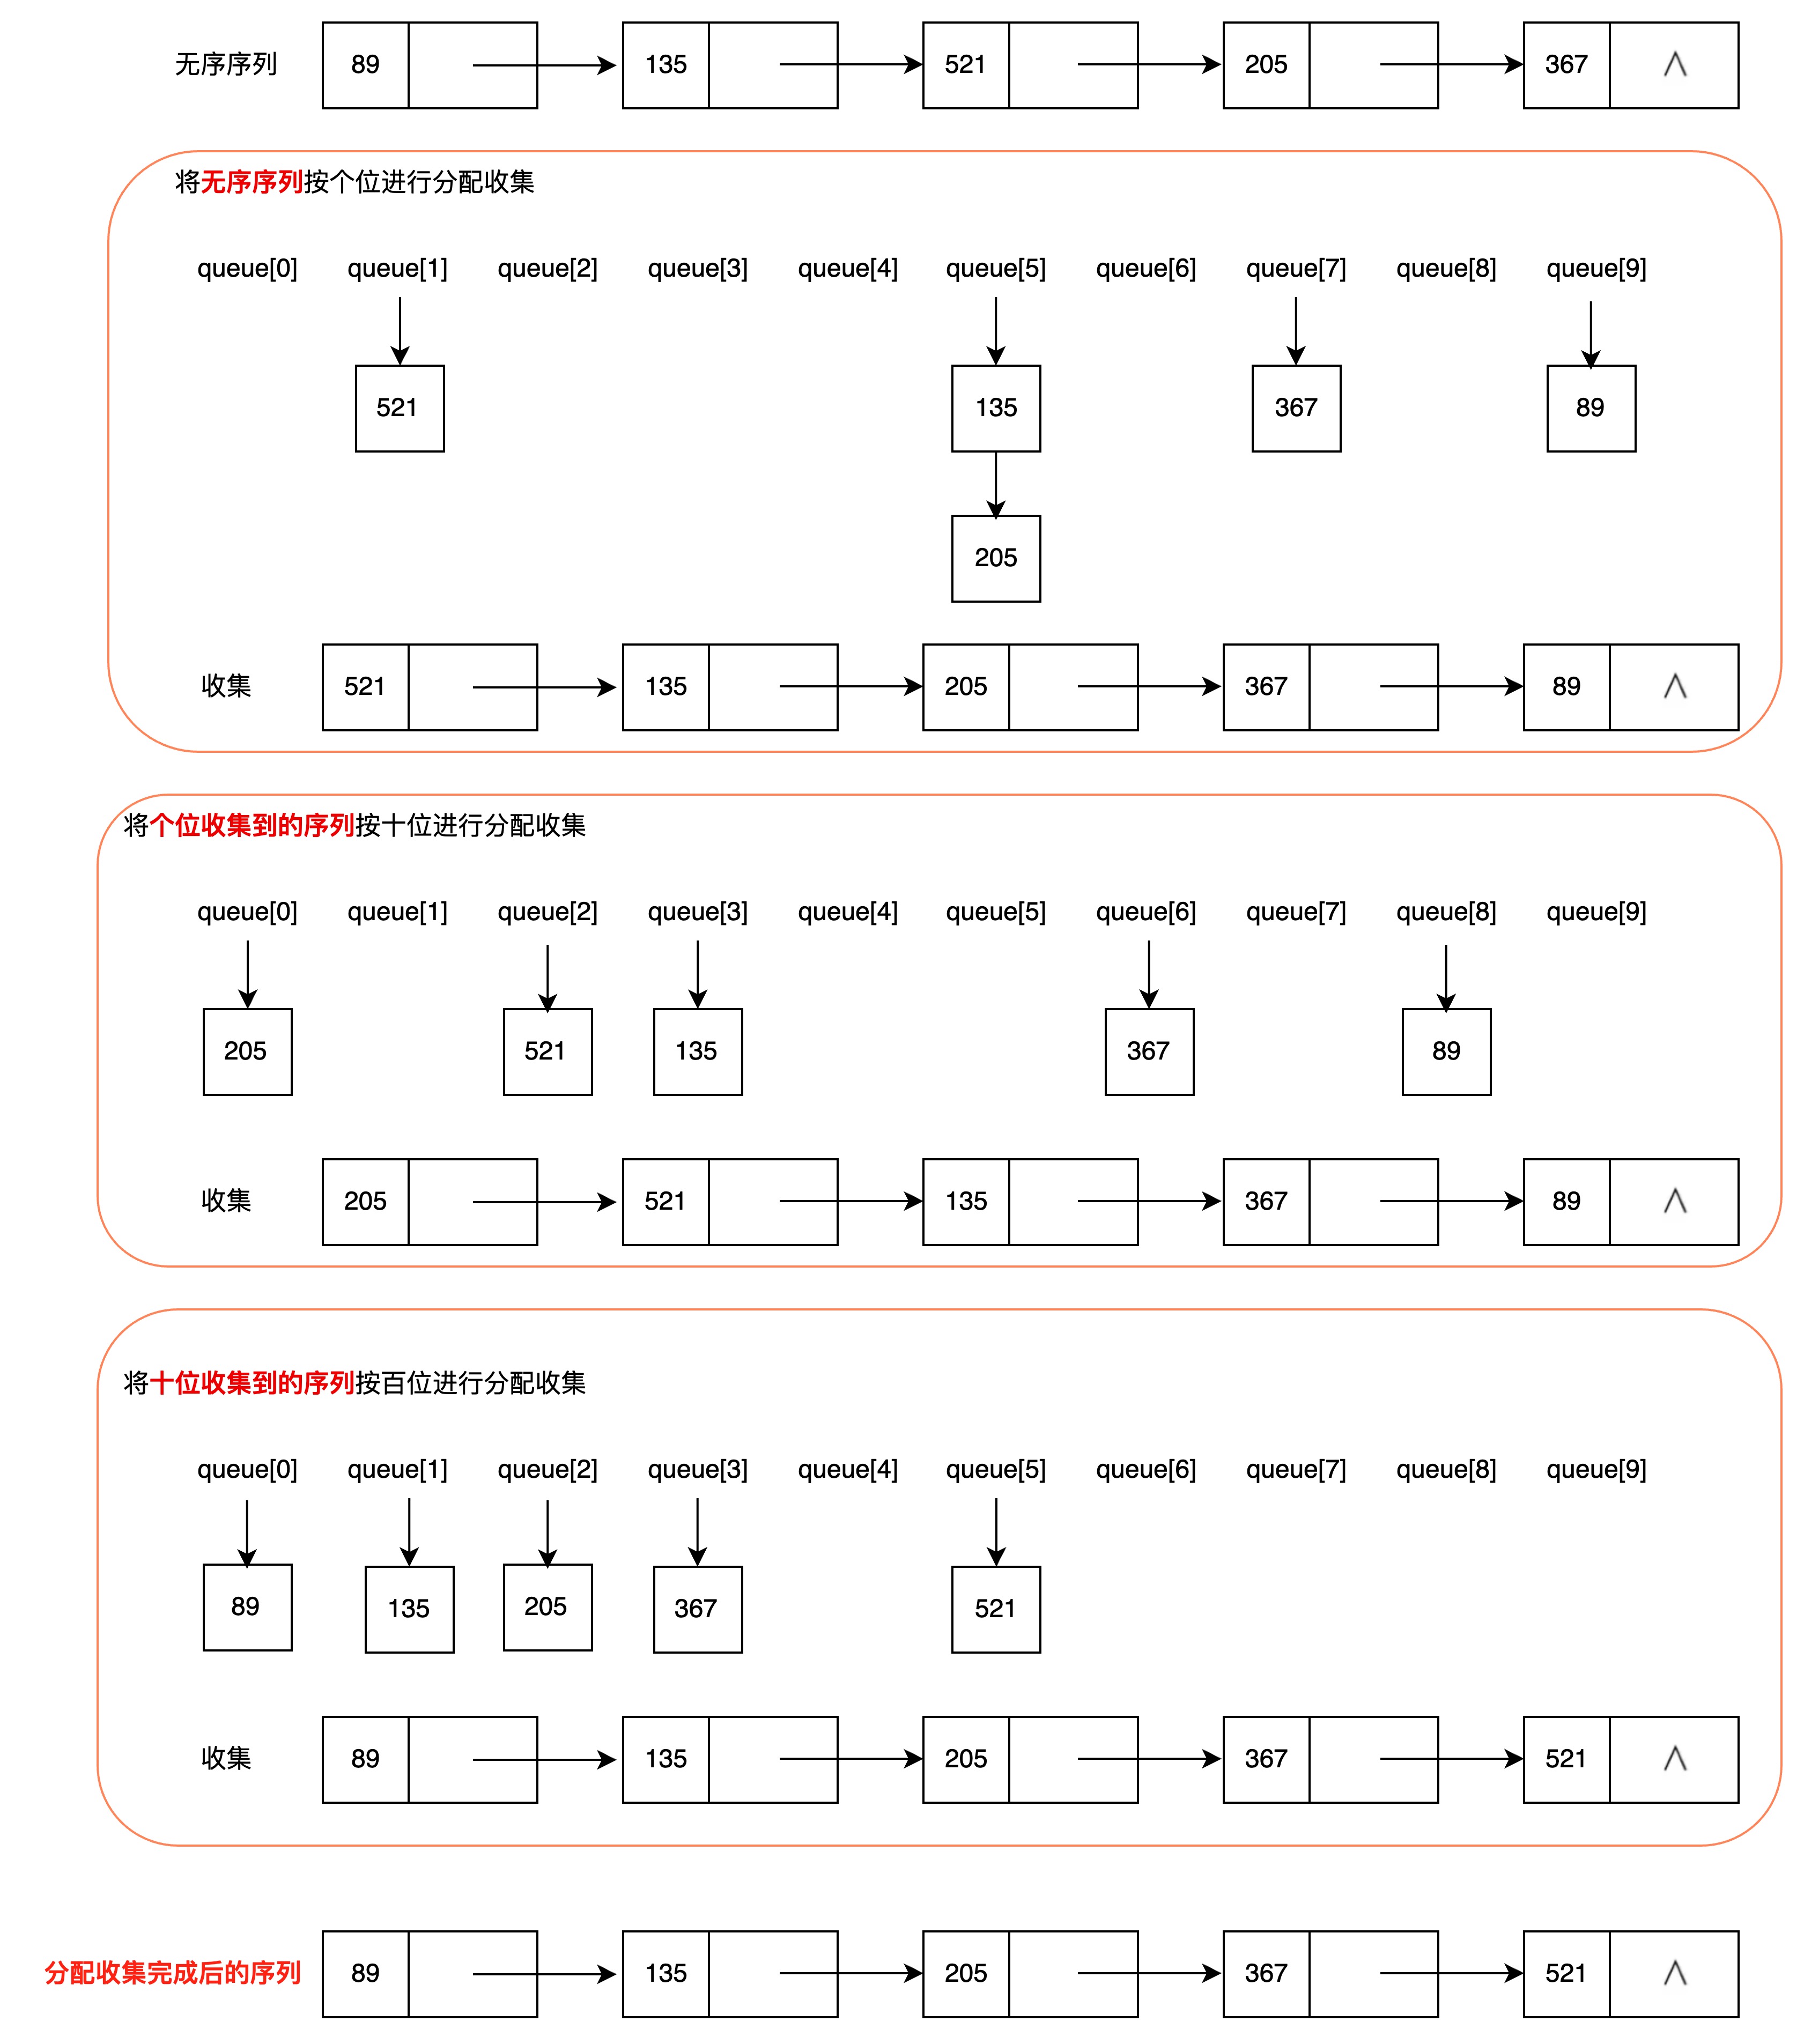 无序序列 89 135 521 205 367 ∧
将无序序列按个位进行分配收集
queue[0] queue[1] queue[2] queue[3] queue[4] queue[5] queue[6] queue[7] queue[8] queue[9]
521 135 367 89
205
收集 521 135 205 367 89 ∧
将个位收集到的序列按十位进行分配收集
queue[0] queue[1] queue[2] queue[3] queue[4] queue[5] queue[6] queue[7] queue[8] queue[9]
205 521 135 367 89
收集 205 521 135 367 89 ∧
将十位收集到的序列按百位进行分配收集
queue[0] queue[1] queue[2] queue[3] queue[4] queue[5] queue[6] queue[7] queue[8] queue[9]
89 135 205 367 521
收集 89 135 205 367 521 ∧
分配收集完成后的序列 89 135 205 367 521 ∧